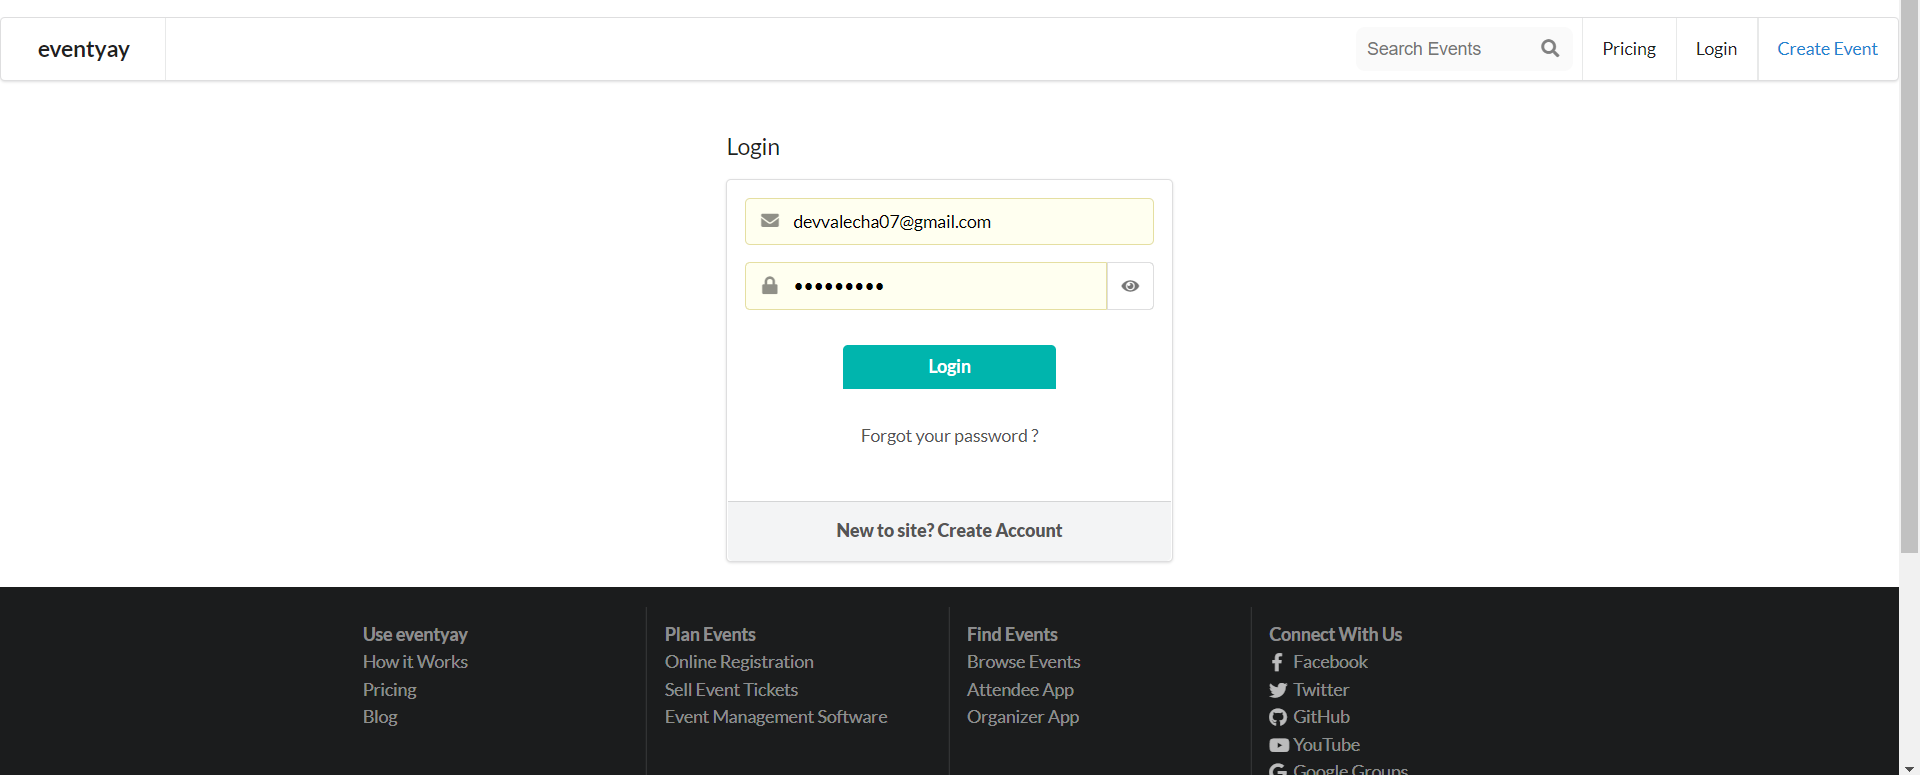 eventyay
Search Events
Pricing
Login
Create Event
Login
devvalecha07@gmail.com
•••••••••
Login
Forgot your password ?
New to site? Create Account
Use eventyay
How it Works
Pricing
Blog
Plan Events
Online Registration
Sell Event Tickets
Event Management Software
Find Events
Browse Events
Attendee App
Organizer App
Connect With Us
Facebook
Twitter
GitHub
YouTube
Google Groups